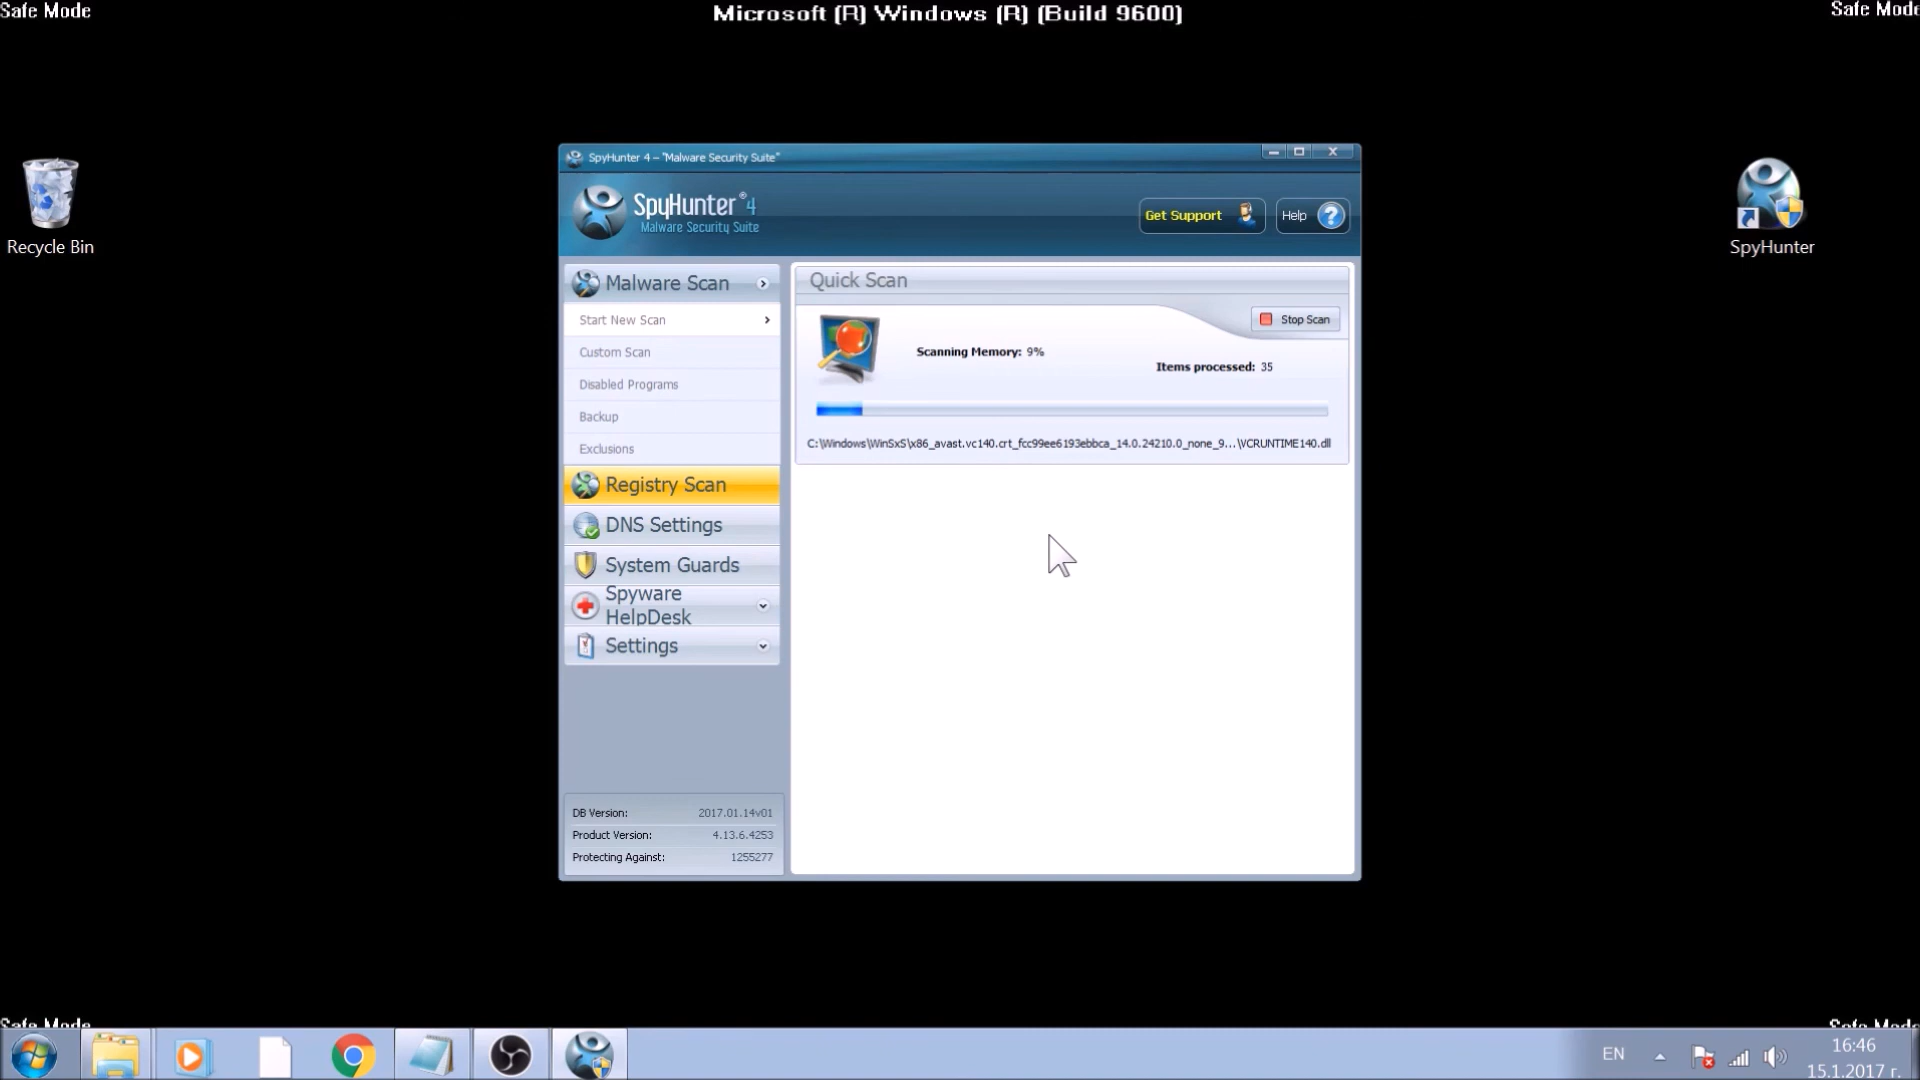 Safe Mode
Microsoft (R) Windows (R) (Build 9600)
Safe Mode
Recycle Bin
SpyHunter
SpyHunter 4 – "Malware Security Suite"
SpyHunter® 4
Malware Security Suite
Get Support
Help
Malware Scan
Start New Scan
Custom Scan
Disabled Programs
Backup
Exclusions
Registry Scan
DNS Settings
System Guards
Spyware
HelpDesk
Settings
DB Version: 2017.01.14v01
Product Version: 4.13.6.4253
Protecting Against: 1255277
Quick Scan
Stop Scan
Scanning Memory: 9%
Items processed: 35
C:\Windows\WinSxS\x86_avast.vc140.crt_fcc99ee6193ebbca_14.0.24210.0_none_9...\VCRUNTIME140.dll
Safe Mode
Safe Mode
EN
16:46
15.1.2017 г.